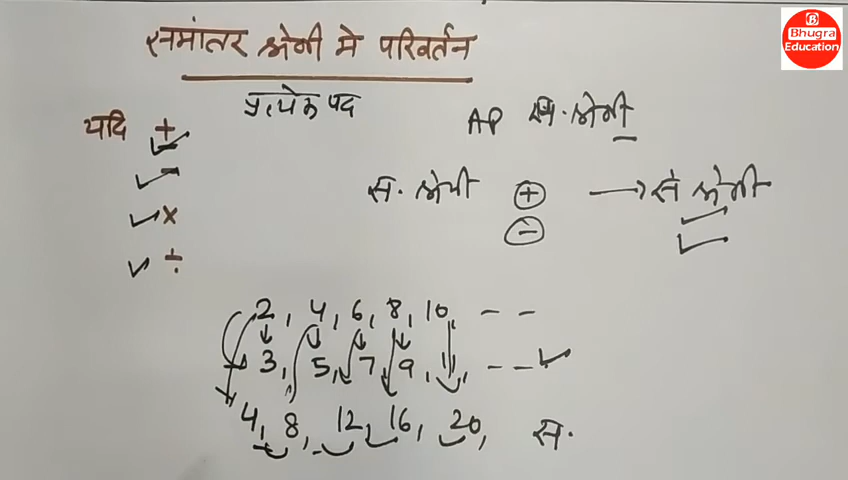 समांतर श्रेणी मे परिवर्तन
Bhugra
Education
प्रत्येक पद
यदि +
AP स. श्रेणी
-
स. श्रेणी + → स श्रेणी
×
-
÷
2, 4, 6, 8, 10, - -
3, 5, 7, 9, 11, - -
4, 8, 12, 16, 20, स.